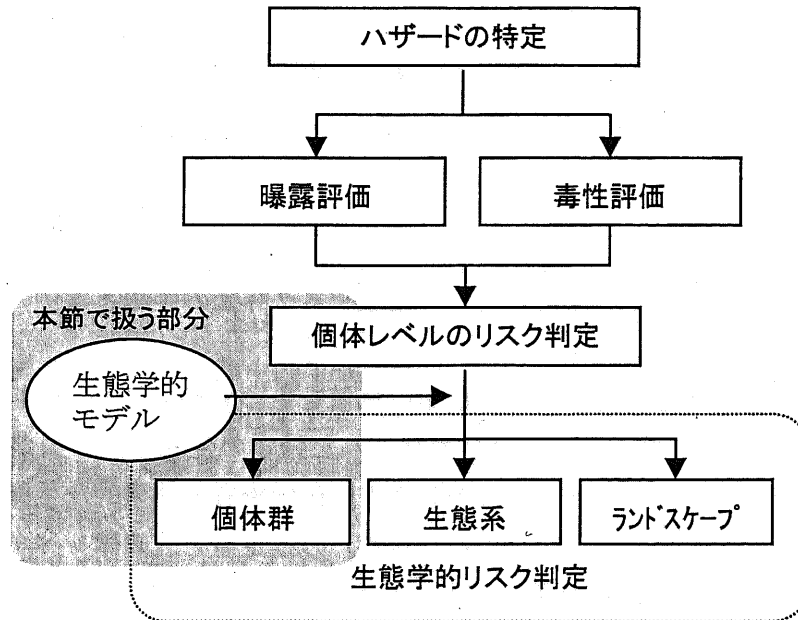 ハザードの特定
曝露評価
毒性評価
本節で扱う部分
個体レベルのリスク判定
生態学的
モデル
個体群
生態系
ランドスケープ
生態学的リスク判定